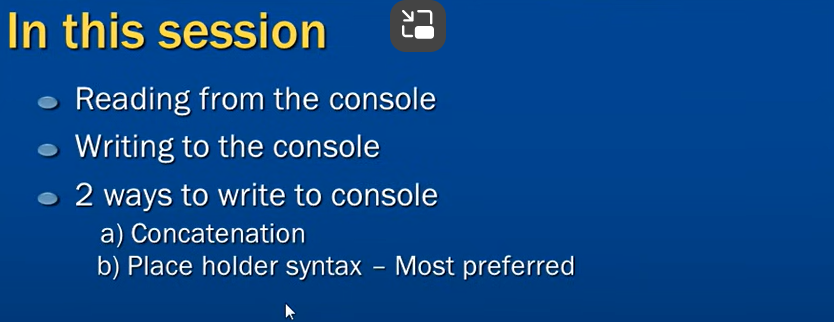 In this session
Reading from the console
Writing to the console
2 ways to write to console
a) Concatenation
b) Place holder syntax – Most preferred